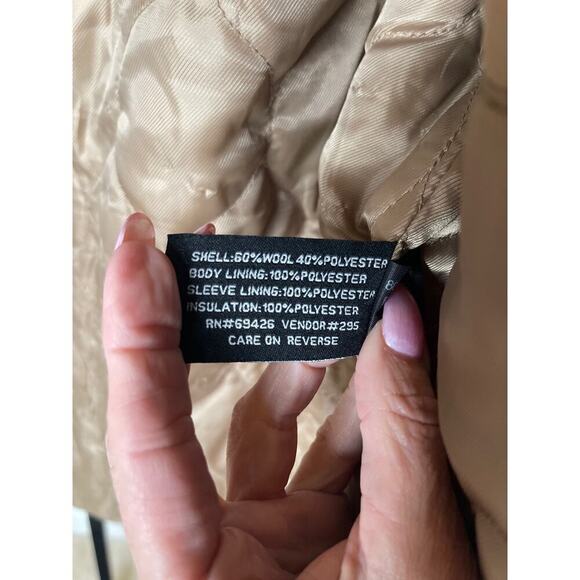 SHELL:60%WOOL 40%POLYESTER
BODY LINING:100%POLYESTER
SLEEVE LINING:100%POLYESTER
INSULATION:100%POLYESTER
RN#69426 VENDOR#295
CARE ON REVERSE
8